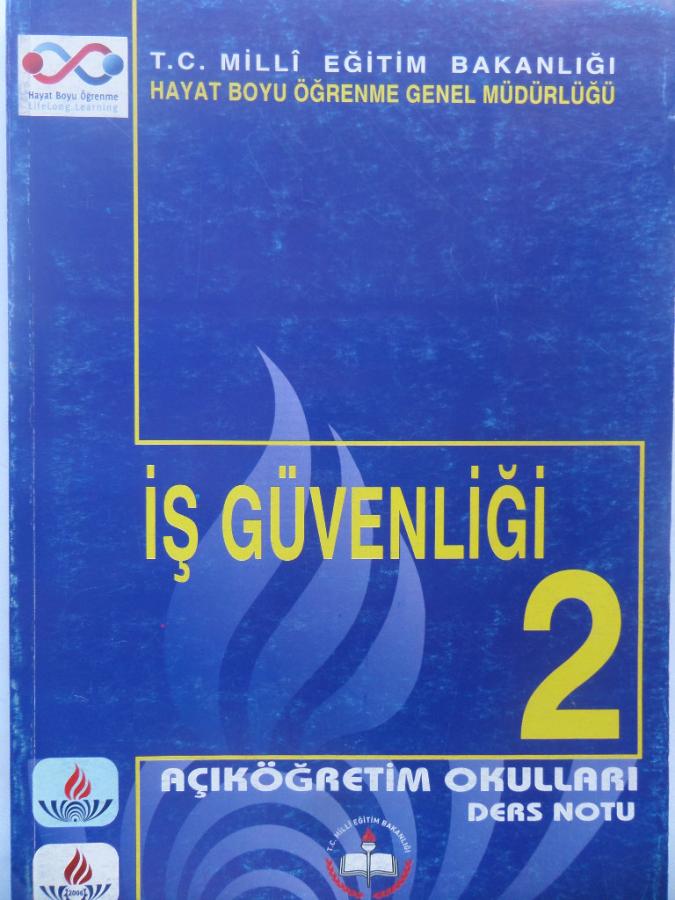 Hayat Boyu Öğrenme
LifeLong Learning
T.C. MİLLÎ EĞİTİM BAKANLIĞI
HAYAT BOYU ÖĞRENME GENEL MÜDÜRLÜĞÜ
İŞ GÜVENLİĞİ
2
AÇIKÖĞRETİM OKULLARI
DERS NOTU
T.C. MİLLÎ EĞİTİM BAKANLIĞI
2006